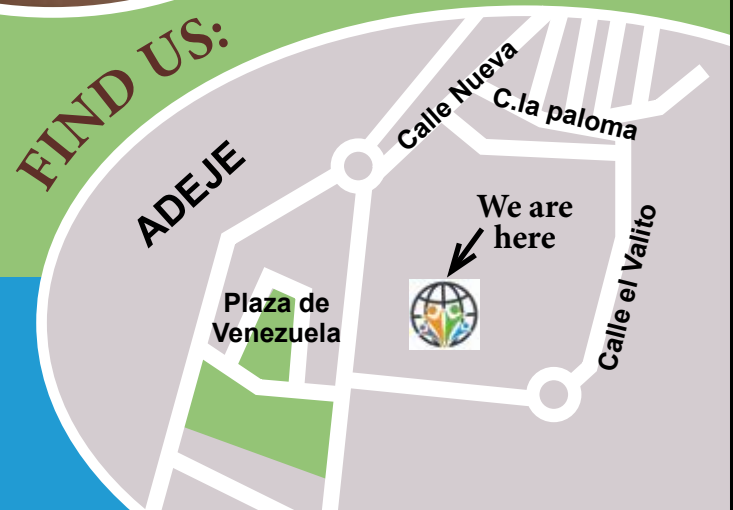 FIND US:
ADEJE
Calle Nueva
C.la paloma
We are
here
Calle el Valito
Plaza de
Venezuela